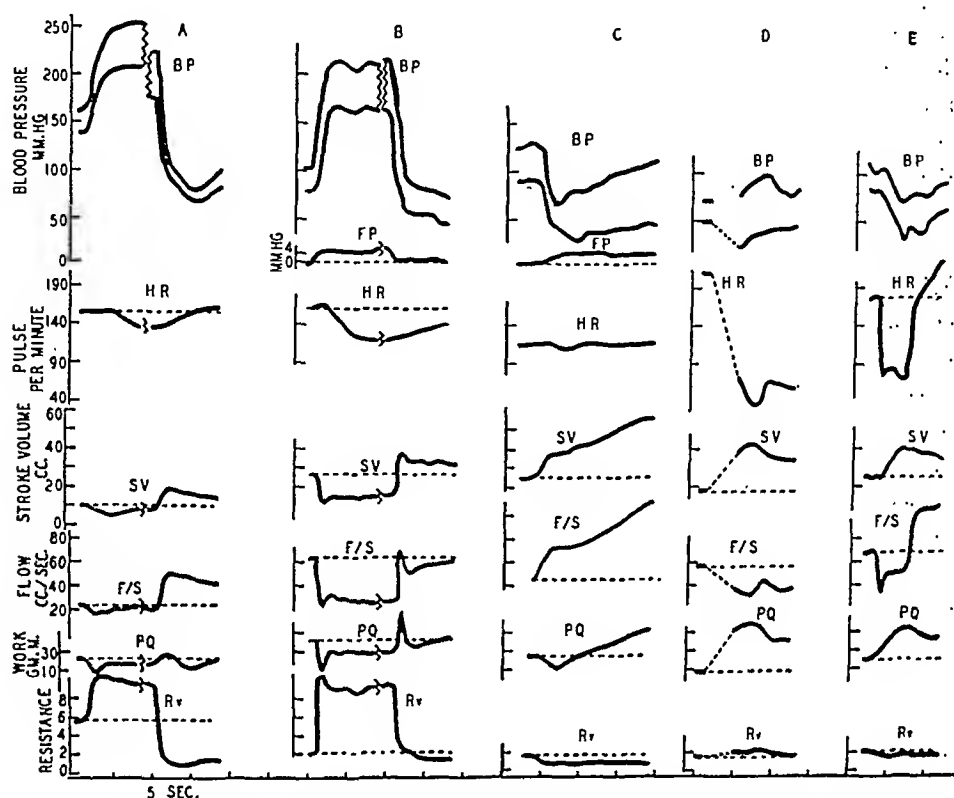 A
B
C
D
E
BLOOD PRESSURE
MM.HG
250
200
150
100
50
0
BP
BP
BP
BP
BP
MMHG
4
0
FP
FP
PULSE
PER MINUTE
190
140
90
40
HR
HR
HR
HR
HR
STROKE VOLUME
CC.
60
40
20
0
SV
SV
SV
SV
SV
FLOW
CC/SEC.
80
60
40
20
F/S
F/S
F/S
F/S
F/S
WORK
GM.M.
30
10
PQ
PQ
PQ
PQ
PQ
RESISTANCE
8
6
4
2
0
Rv
Rv
Rv
Rv
Rv
5 SEC.